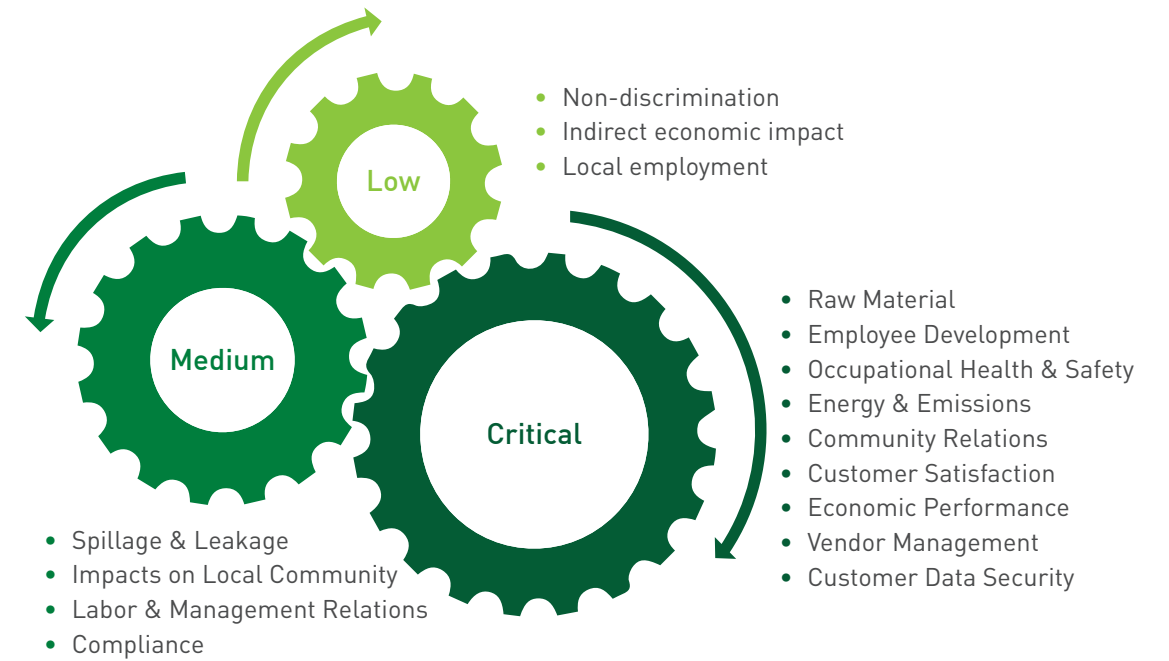 Low
• Non-discrimination
• Indirect economic impact
• Local employment
Medium
• Spillage & Leakage
• Impacts on Local Community
• Labor & Management Relations
• Compliance
Critical
• Raw Material
• Employee Development
• Occupational Health & Safety
• Energy & Emissions
• Community Relations
• Customer Satisfaction
• Economic Performance
• Vendor Management
• Customer Data Security